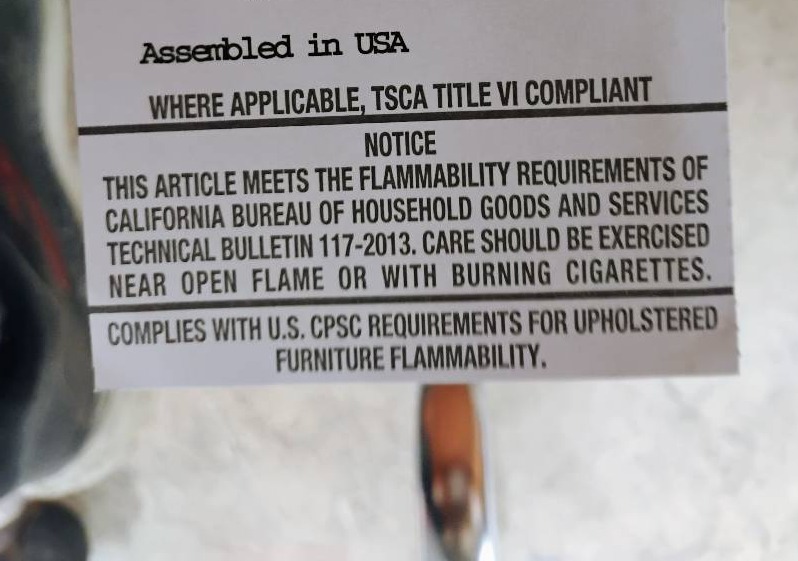 Assembled in USA
WHERE APPLICABLE, TSCA TITLE VI COMPLIANT
NOTICE
THIS ARTICLE MEETS THE FLAMMABILITY REQUIREMENTS OF
CALIFORNIA BUREAU OF HOUSEHOLD GOODS AND SERVICES
TECHNICAL BULLETIN 117-2013. CARE SHOULD BE EXERCISED
NEAR OPEN FLAME OR WITH BURNING CIGARETTES.
COMPLIES WITH U.S. CPSC REQUIREMENTS FOR UPHOLSTERED
FURNITURE FLAMMABILITY.